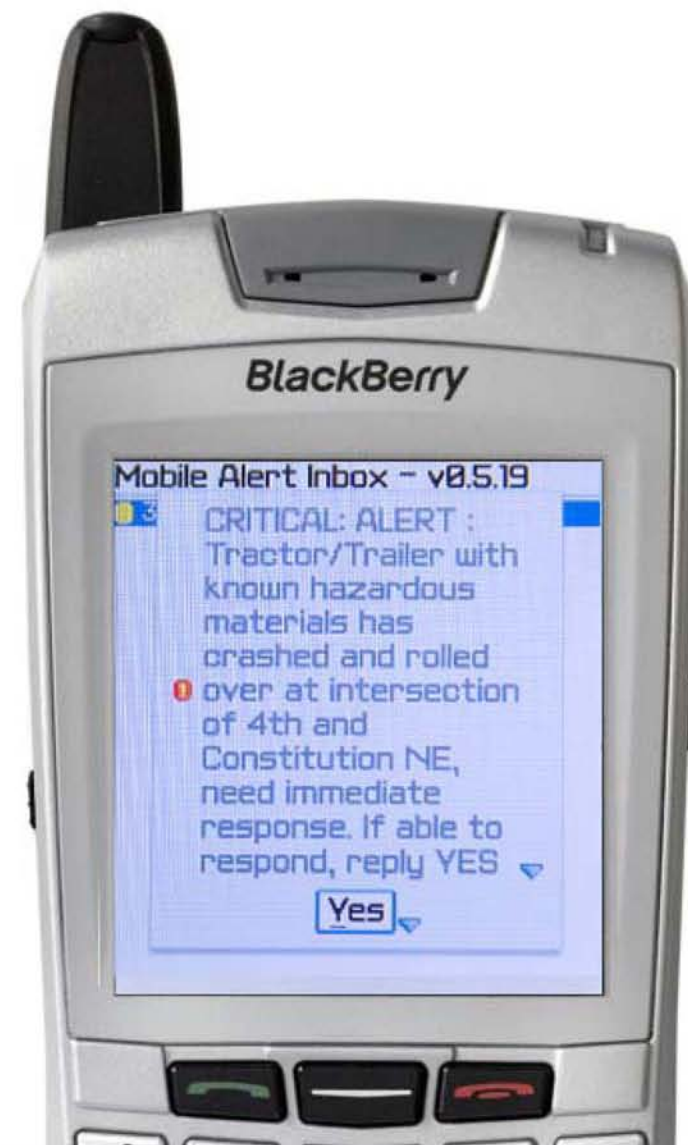 BlackBerry
Mobile Alert Inbox - v0.5.19
3
CRITICAL: ALERT :
Tractor/Trailer with
known hazardous
materials has
crashed and rolled
over at intersection
of 4th and
Constitution NE,
need immediate
response. If able to
respond, reply YES
Yes